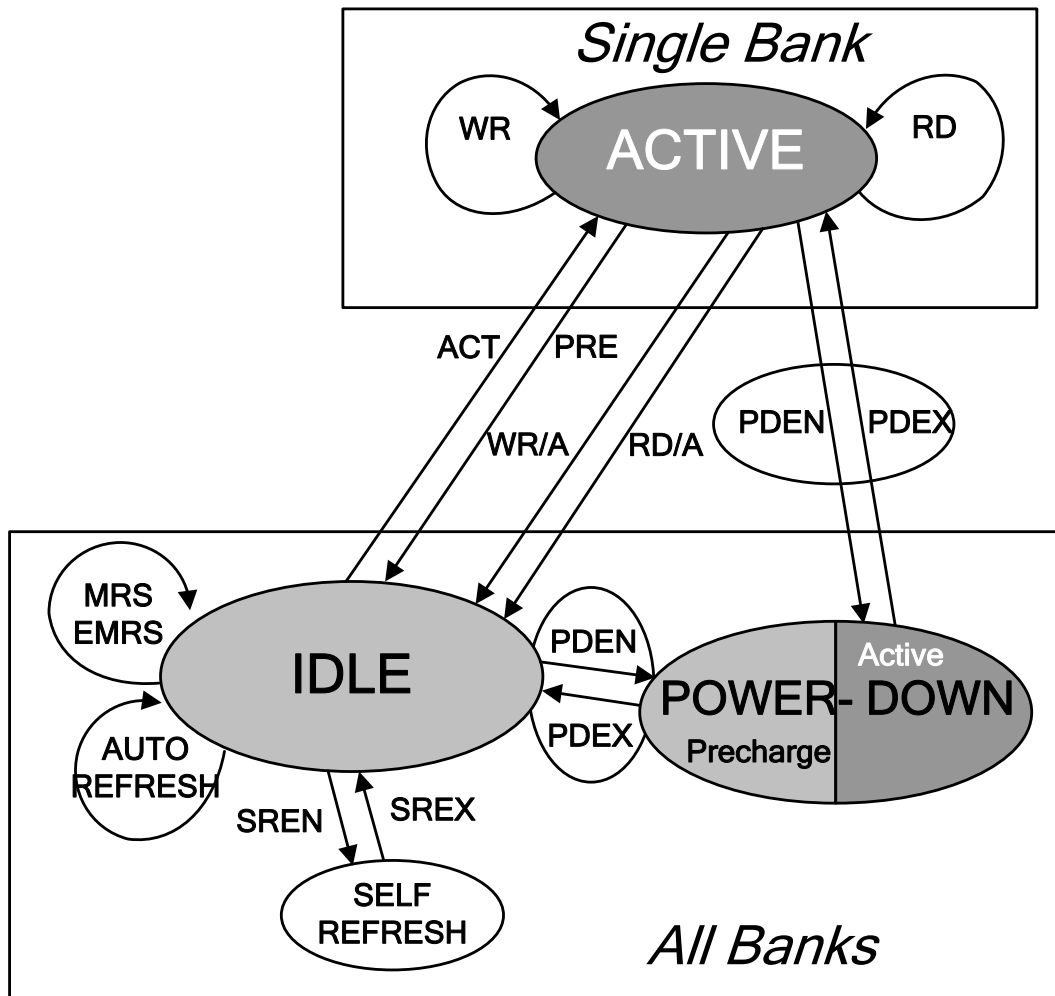 Single Bank
WR
ACTIVE
RD
ACT
PRE
WR/A
RD/A
PDEN
PDEX
MRS
EMRS
IDLE
PDEN
PDEX
Active
POWER- DOWN
Precharge
AUTO
REFRESH
SREN
SREX
SELF
REFRESH
All Banks